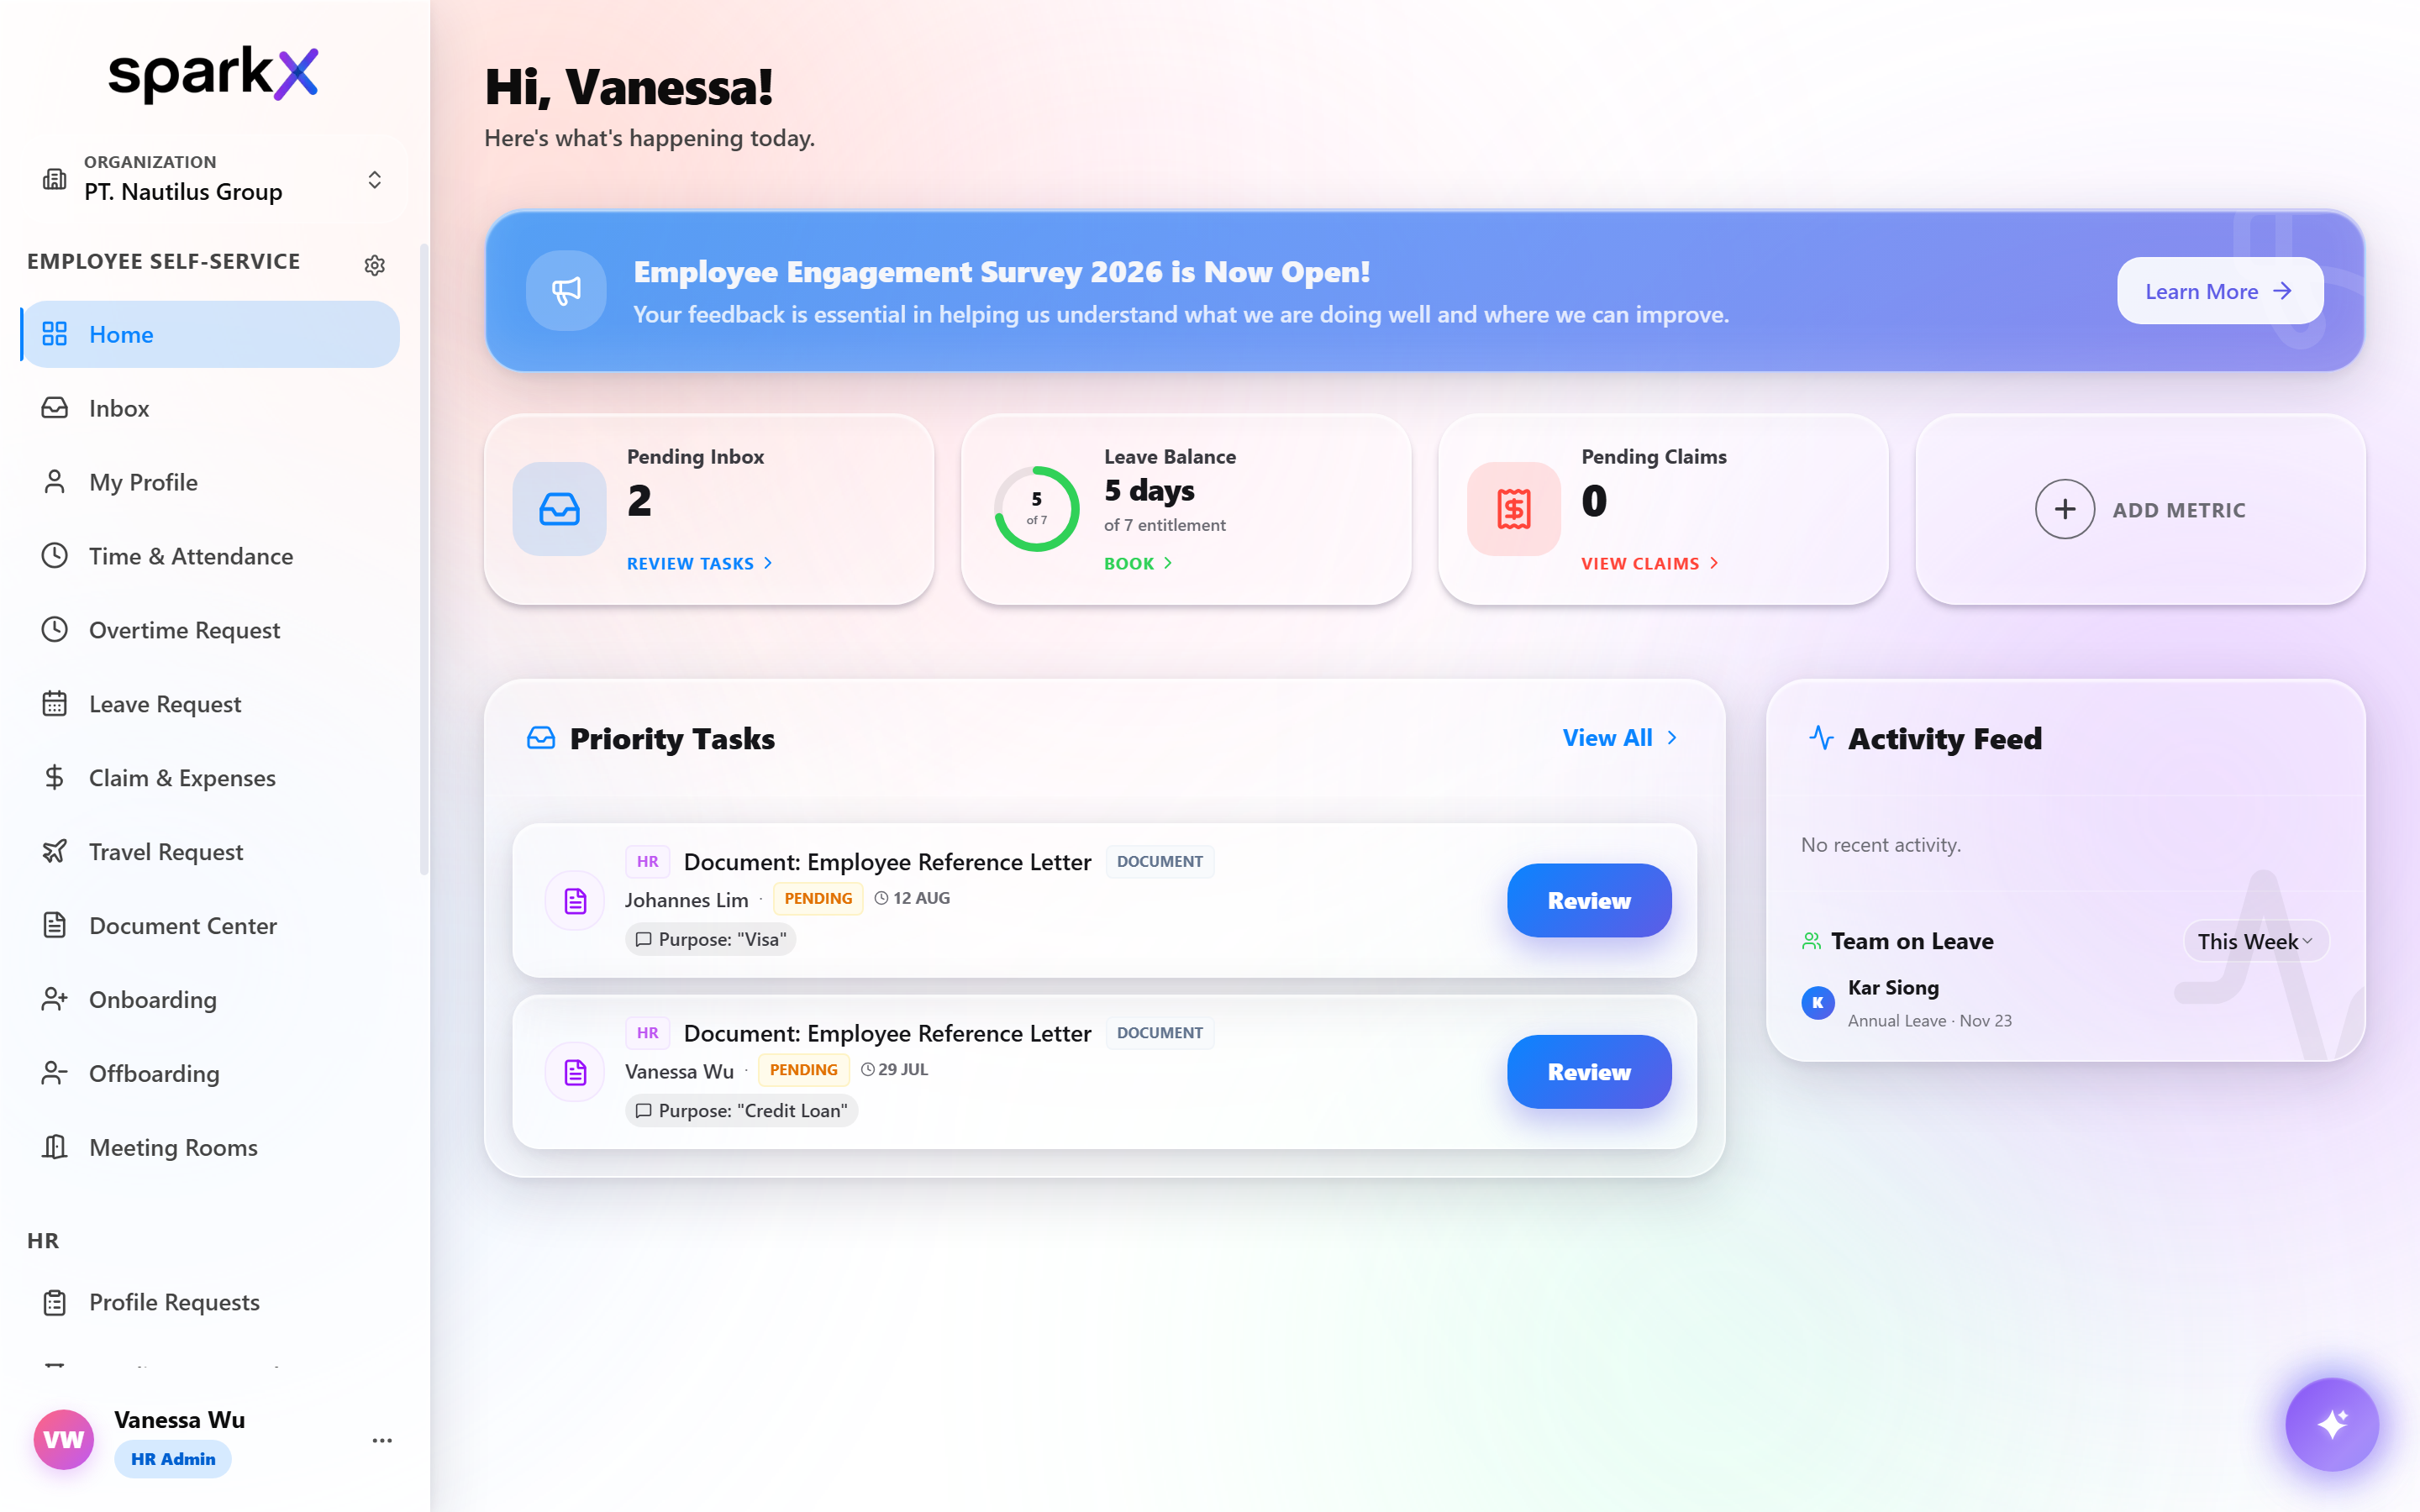 sparkX
ORGANIZATION
PT. Nautilus Group
EMPLOYEE SELF-SERVICE
Home
Inbox
My Profile
Time & Attendance
Overtime Request
Leave Request
Claim & Expenses
Travel Request
Document Center
Onboarding
Offboarding
Meeting Rooms
HR
Profile Requests
VW
Vanessa Wu
HR Admin
Hi, Vanessa!
Here's what's happening today.
Employee Engagement Survey 2026 is Now Open!
Your feedback is essential in helping us understand what we are doing well and where we can improve.
Learn More
Pending Inbox
2
REVIEW TASKS
5
of 7
Leave Balance
5 days
of 7 entitlement
BOOK
Pending Claims
0
VIEW CLAIMS
ADD METRIC
Priority Tasks
View All
HR Document: Employee Reference Letter DOCUMENT
Johannes Lim · PENDING 12 AUG
Purpose: "Visa"
Review
HR Document: Employee Reference Letter DOCUMENT
Vanessa Wu · PENDING 29 JUL
Purpose: "Credit Loan"
Review
Activity Feed
No recent activity.
Team on Leave
This Week
K
Kar Siong
Annual Leave · Nov 23